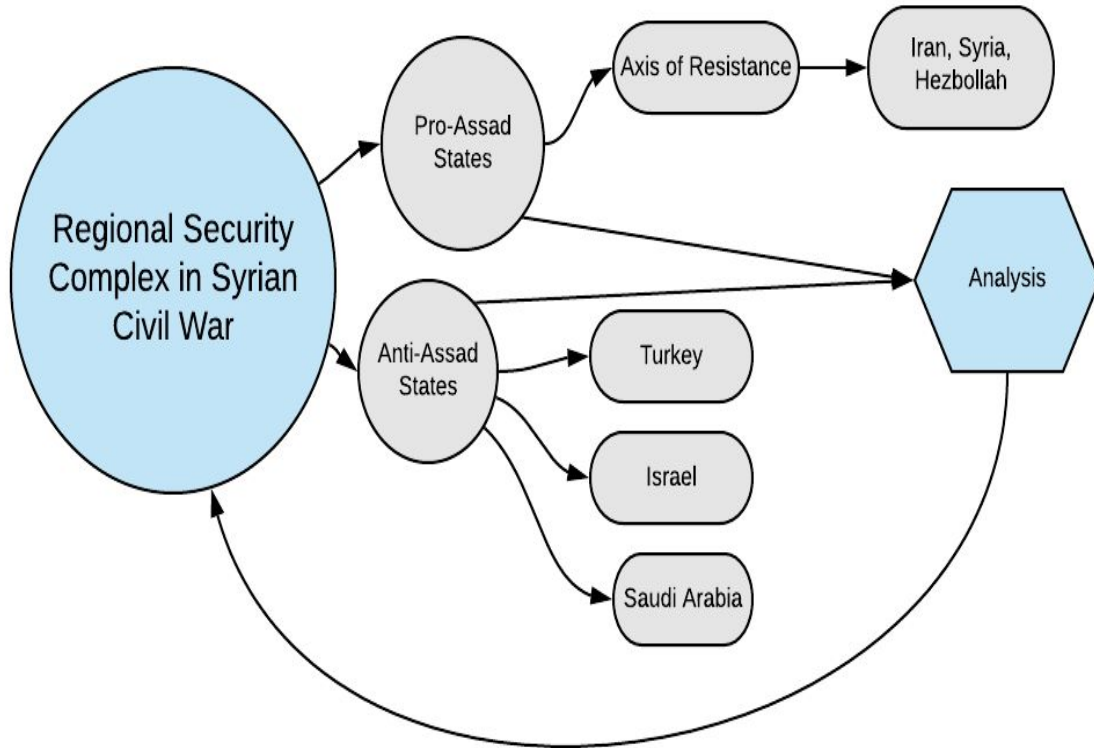 Regional Security
Complex in Syrian
Civil War
Pro-Assad
States
Axis of Resistance
Iran, Syria,
Hezbollah
Analysis
Anti-Assad
States
Turkey
Israel
Saudi Arabia